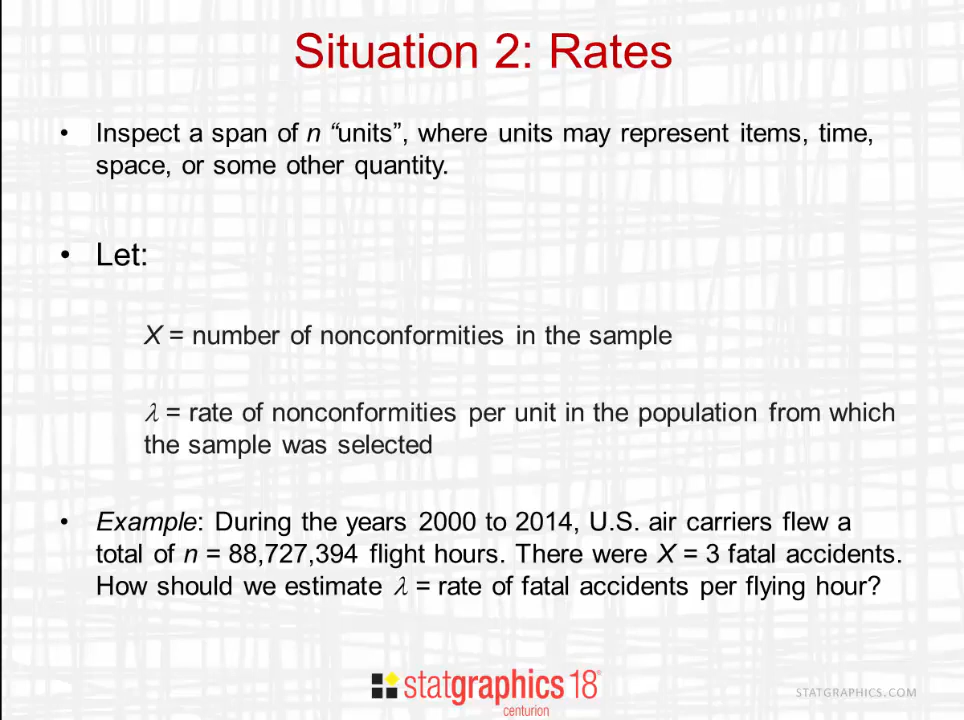 Situation 2: Rates
• Inspect a span of n “units”, where units may represent items, time,
space, or some other quantity.
• Let:
X = number of nonconformities in the sample
λ = rate of nonconformities per unit in the population from which
the sample was selected
• Example: During the years 2000 to 2014, U.S. air carriers flew a
total of n = 88,727,394 flight hours. There were X = 3 fatal accidents.
How should we estimate λ = rate of fatal accidents per flying hour?
statgraphics 18®
centurion
STATGRAPHICS.COM